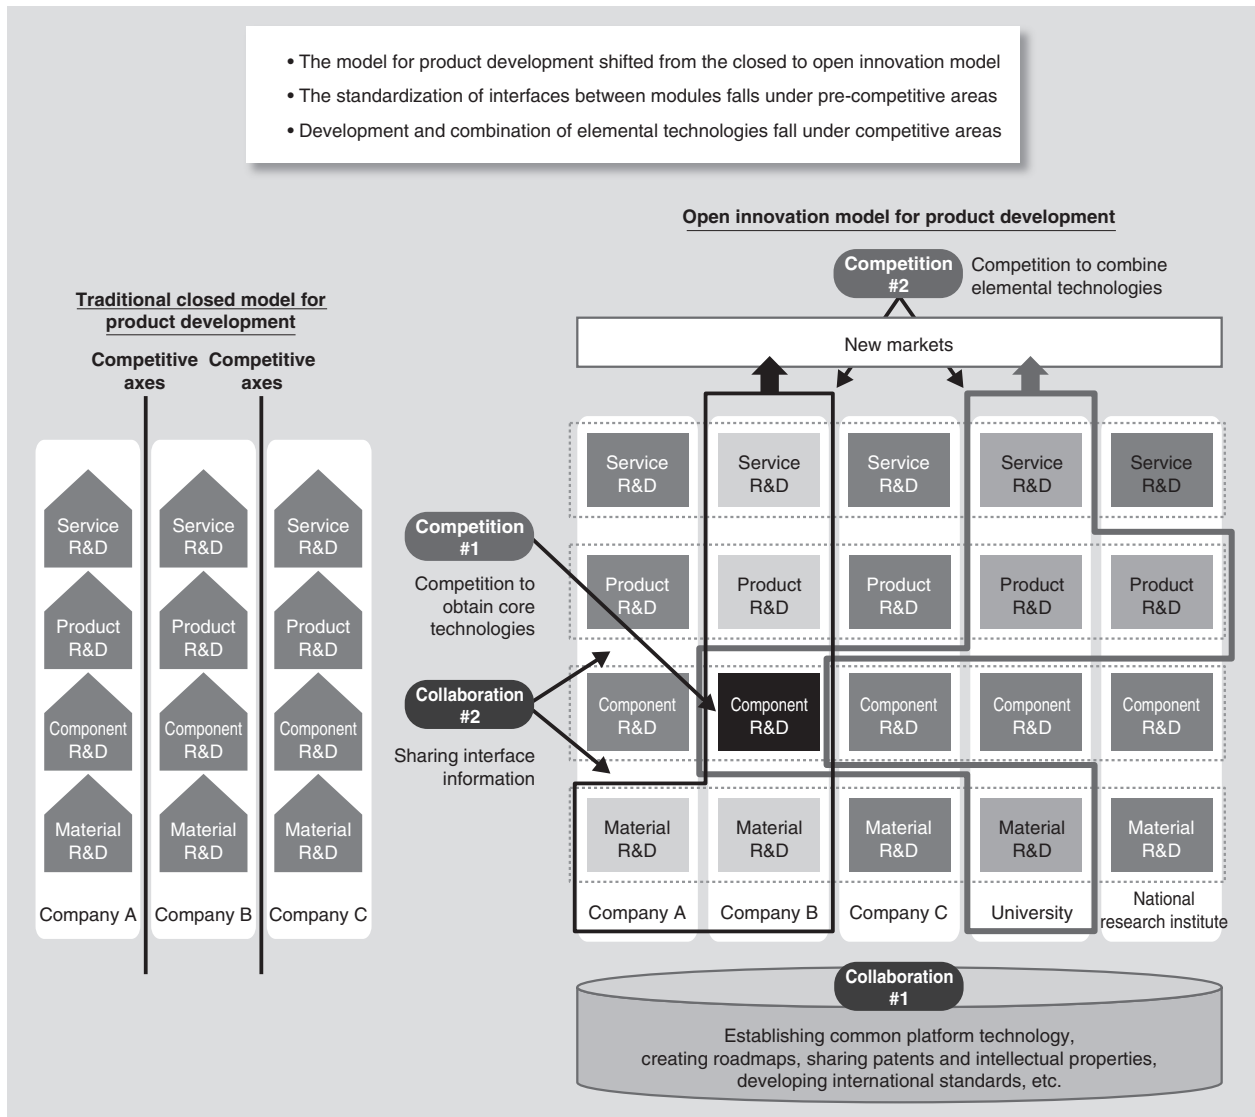 • The model for product development shifted from the closed to open innovation model
• The standardization of interfaces between modules falls under pre-competitive areas
• Development and combination of elemental technologies fall under competitive areas
Traditional closed model for
product development
Competitive
axes
Competitive
axes
Service
R&D
Service
R&D
Service
R&D
Product
R&D
Product
R&D
Product
R&D
Component
R&D
Component
R&D
Component
R&D
Material
R&D
Material
R&D
Material
R&D
Company A
Company B
Company C
Open innovation model for product development
Competition
#2
Competition to combine
elemental technologies
New markets
Service
R&D
Service
R&D
Service
R&D
Service
R&D
Service
R&D
Competition
#1
Competition to
obtain core
technologies
Product
R&D
Product
R&D
Product
R&D
Product
R&D
Product
R&D
Collaboration
#2
Sharing interface
information
Component
R&D
Component
R&D
Component
R&D
Component
R&D
Component
R&D
Material
R&D
Material
R&D
Material
R&D
Material
R&D
Material
R&D
Company A
Company B
Company C
University
National
research institute
Collaboration
#1
Establishing common platform technology,
creating roadmaps, sharing patents and intellectual properties,
developing international standards, etc.